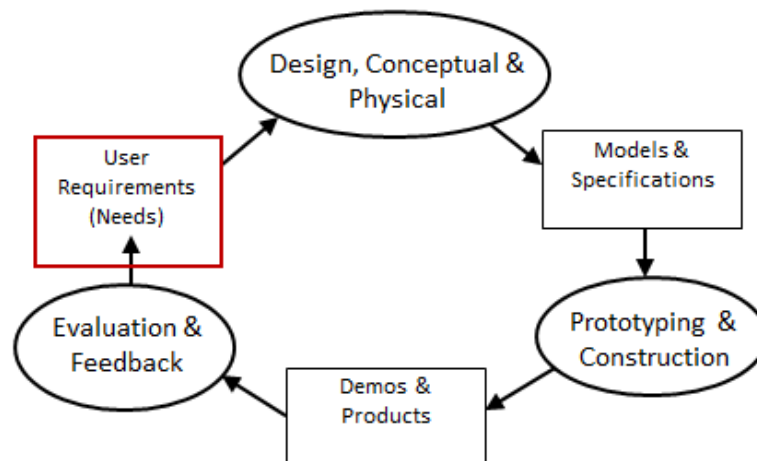 Design, Conceptual &
Physical
User
Requirements
(Needs)
Models &
Specifications
Evaluation &
Feedback
Prototyping &
Construction
Demos &
Products